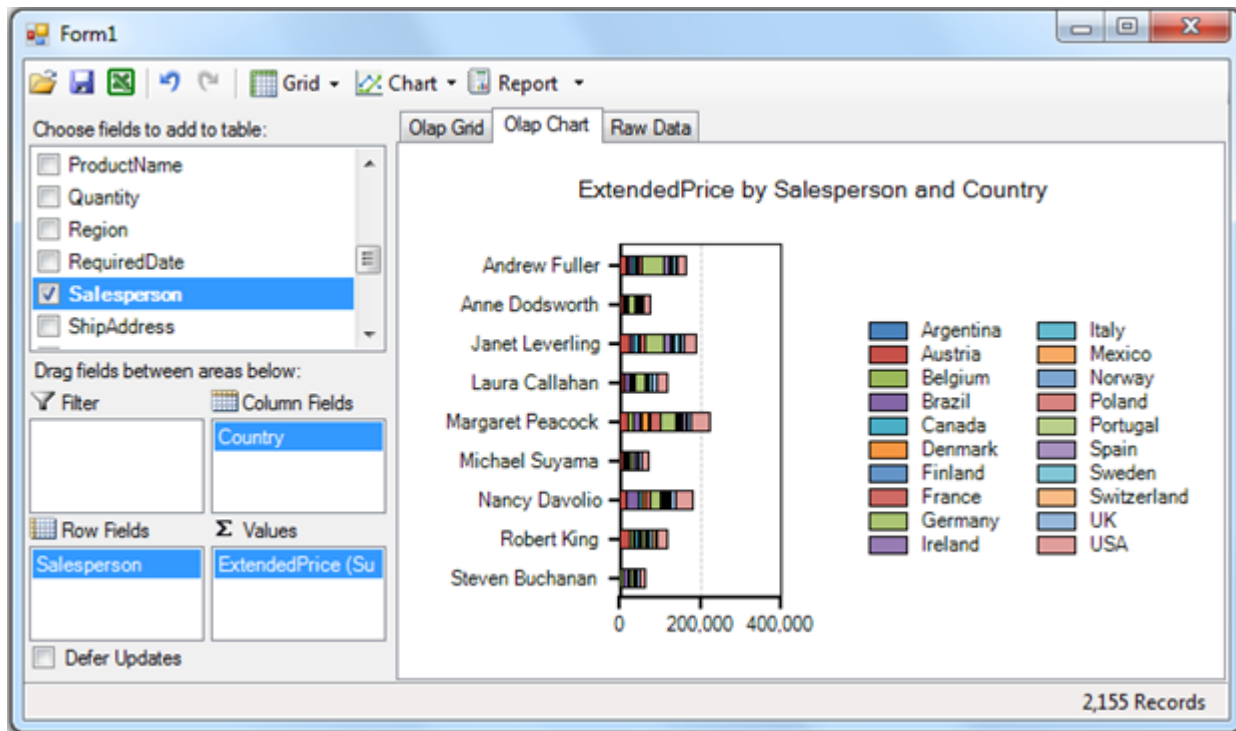 Form1
Grid Chart Report
Choose fields to add to table:
ProductName
Quantity
Region
RequiredDate
Salesperson
ShipAddress
Drag fields between areas below:
Filter
Column Fields
Country
Row Fields
Σ Values
Salesperson
ExtendedPrice (Su
Defer Updates
Olap Grid Olap Chart Raw Data
ExtendedPrice by Salesperson and Country
Andrew Fuller
Anne Dodsworth
Janet Leverling
Laura Callahan
Margaret Peacock
Michael Suyama
Nancy Davolio
Robert King
Steven Buchanan
0 200,000 400,000
Argentina
Austria
Belgium
Brazil
Canada
Denmark
Finland
France
Germany
Ireland
Italy
Mexico
Norway
Poland
Portugal
Spain
Sweden
Switzerland
UK
USA
2,155 Records